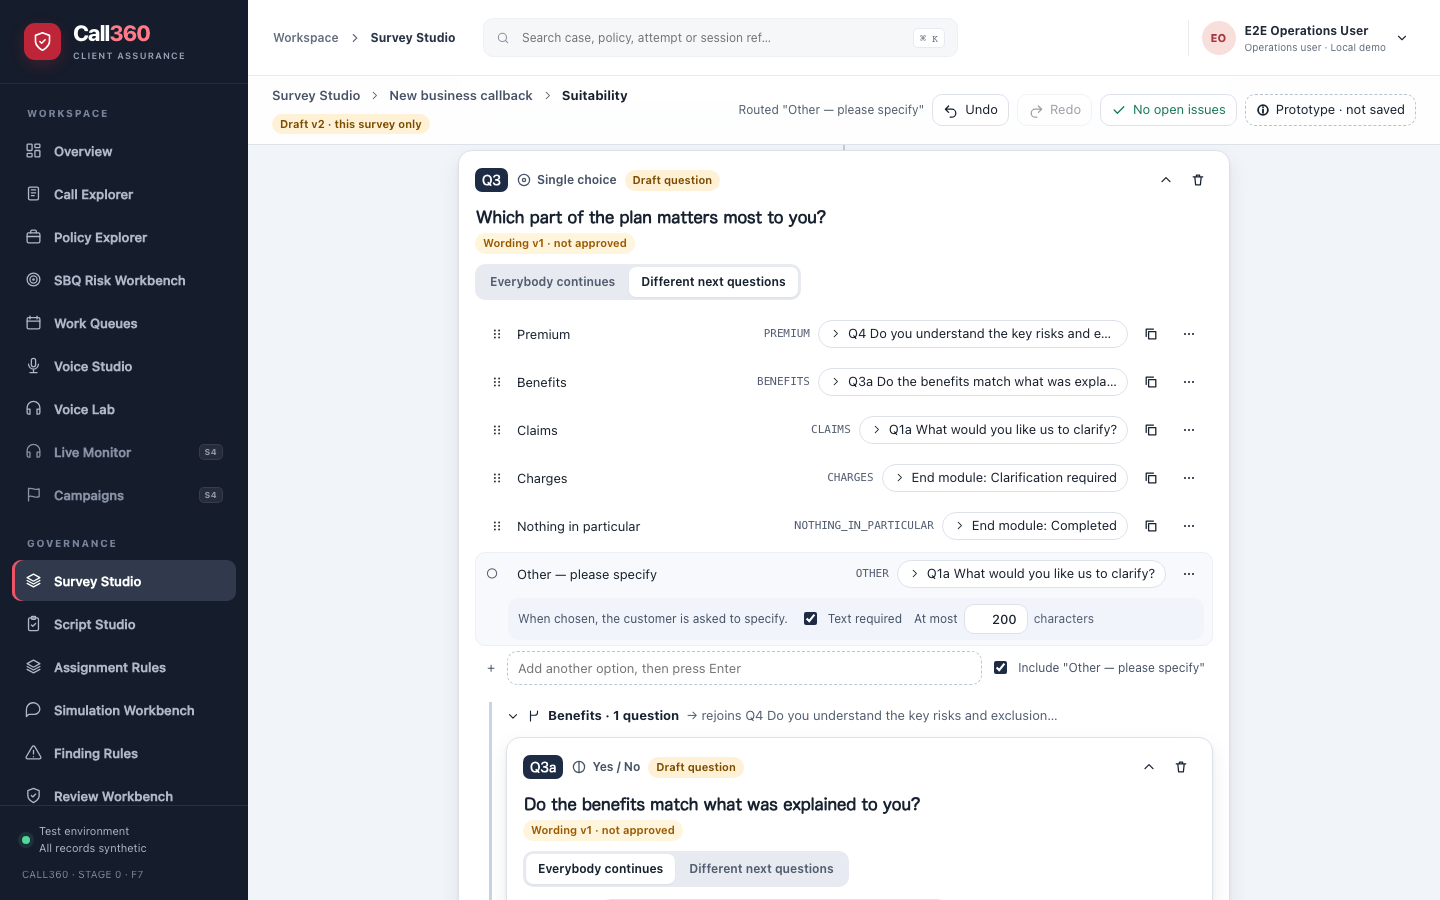 Call360
CLIENT ASSURANCE
WORKSPACE
Overview
Call Explorer
Policy Explorer
SBQ Risk Workbench
Work Queues
Voice Studio
Voice Lab
Live Monitor S4
Campaigns S4
GOVERNANCE
Survey Studio
Script Studio
Assignment Rules
Simulation Workbench
Finding Rules
Review Workbench
Test environment
All records synthetic
CALL360 · STAGE 0 · F7
Workspace > Survey Studio
Search case, policy, attempt or session ref... ⌘ K
EO
E2E Operations User
Operations user · Local demo
Survey Studio > New business callback > Suitability
Draft v2 · this survey only
Routed "Other — please specify" Undo Redo No open issues Prototype · not saved
Q3 Single choice Draft question
Which part of the plan matters most to you?
Wording v1 · not approved
Everybody continues Different next questions
Premium PREMIUM > Q4 Do you understand the key risks and e...
Benefits BENEFITS > Q3a Do the benefits match what was expla...
Claims CLAIMS > Q1a What would you like us to clarify?
Charges CHARGES > End module: Clarification required
Nothing in particular NOTHING_IN_PARTICULAR > End module: Completed
Other — please specify OTHER > Q1a What would you like us to clarify?
When chosen, the customer is asked to specify. Text required At most 200 characters
+ Add another option, then press Enter Include "Other — please specify"
Benefits · 1 question → rejoins Q4 Do you understand the key risks and exclusion...
Q3a Yes / No Draft question
Do the benefits match what was explained to you?
Wording v1 · not approved
Everybody continues Different next questions